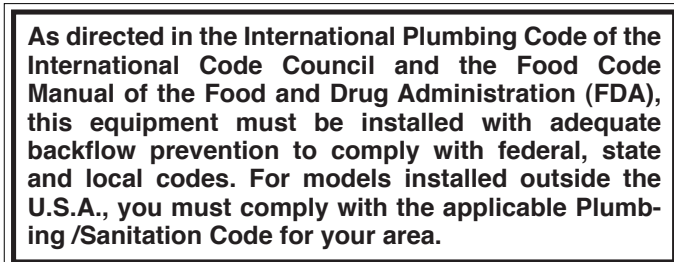 As directed in the International Plumbing Code of the
International Code Council and the Food Code
Manual of the Food and Drug Administration (FDA),
this equipment must be installed with adequate
backflow prevention to comply with federal, state
and local codes. For models installed outside the
U.S.A., you must comply with the applicable Plumb-
ing /Sanitation Code for your area.